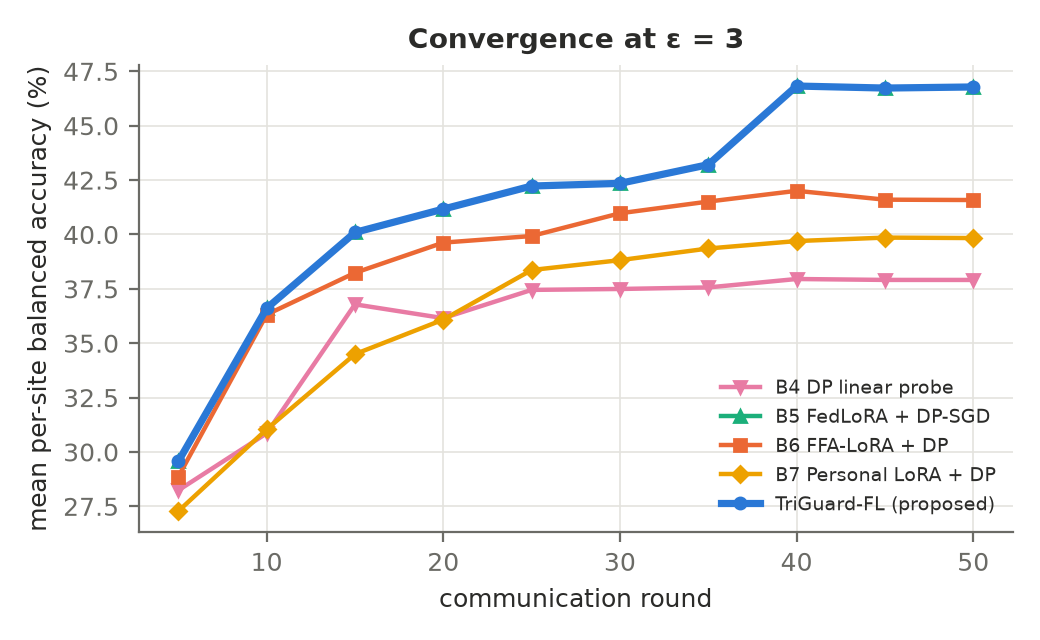 Convergence at ε = 3
mean per-site balanced accuracy (%)
47.5
45.0
42.5
40.0
37.5
35.0
32.5
30.0
27.5
B4 DP linear probe
B5 FedLoRA + DP-SGD
B6 FFA-LoRA + DP
B7 Personal LoRA + DP
TriGuard-FL (proposed)
10 20 30 40 50
communication round